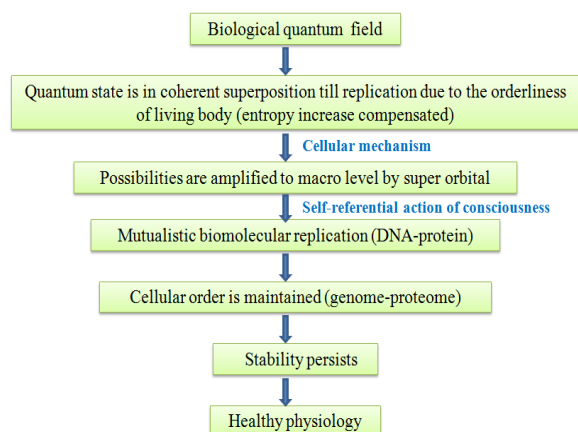 Biological quantum field
Quantum state is in coherent superposition till replication due to the orderliness
of living body (entropy increase compensated)
Cellular mechanism
Possibilities are amplified to macro level by super orbital
Self-referential action of consciousness
Mutualistic biomolecular replication (DNA-protein)
Cellular order is maintained (genome-proteome)
Stability persists
Healthy physiology